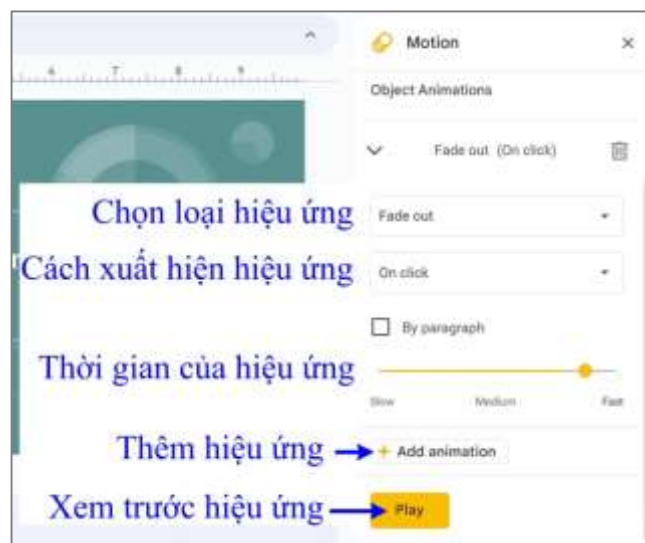 Motion
Object Animations
Fade out (On click)
Chọn loại hiệu ứng
Fade out
Cách xuất hiện hiệu ứng
On click
By paragraph
Thời gian của hiệu ứng
Slow Medium Fast
Thêm hiệu ứng
+ Add animation
Xem trước hiệu ứng
Play